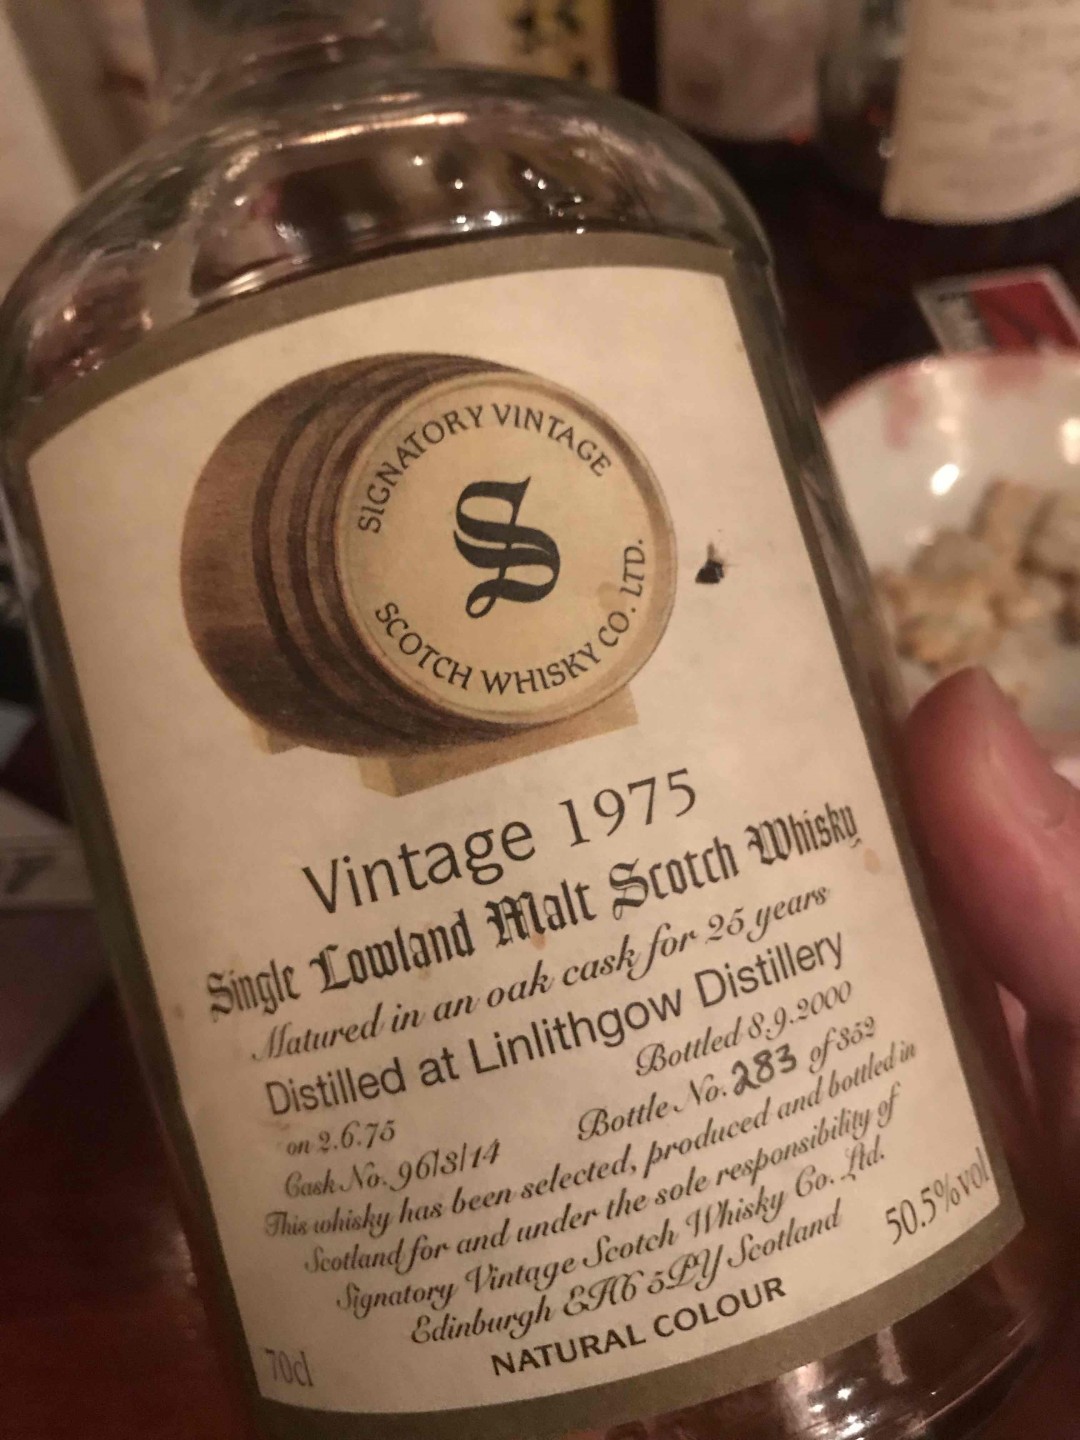 SIGNATORY VINTAGE
S
SCOTCH WHISKY CO. LTD.
Vintage 1975
Single Lowland Malt Scotch Whisky
Matured in an oak cask for 25 years
Distilled at Linlithgow Distillery
on 2.6.75
Bottled 8.9.2000
Cask No. 96/3/14
Bottle No. 283 of 352
This whisky has been selected, produced and bottled in
Scotland for and under the sole responsibility of
Signatory Vintage Scotch Whisky Co. Ltd.
Edinburgh EH6 5PY Scotland
70cl
NATURAL COLOUR
50.5%vol